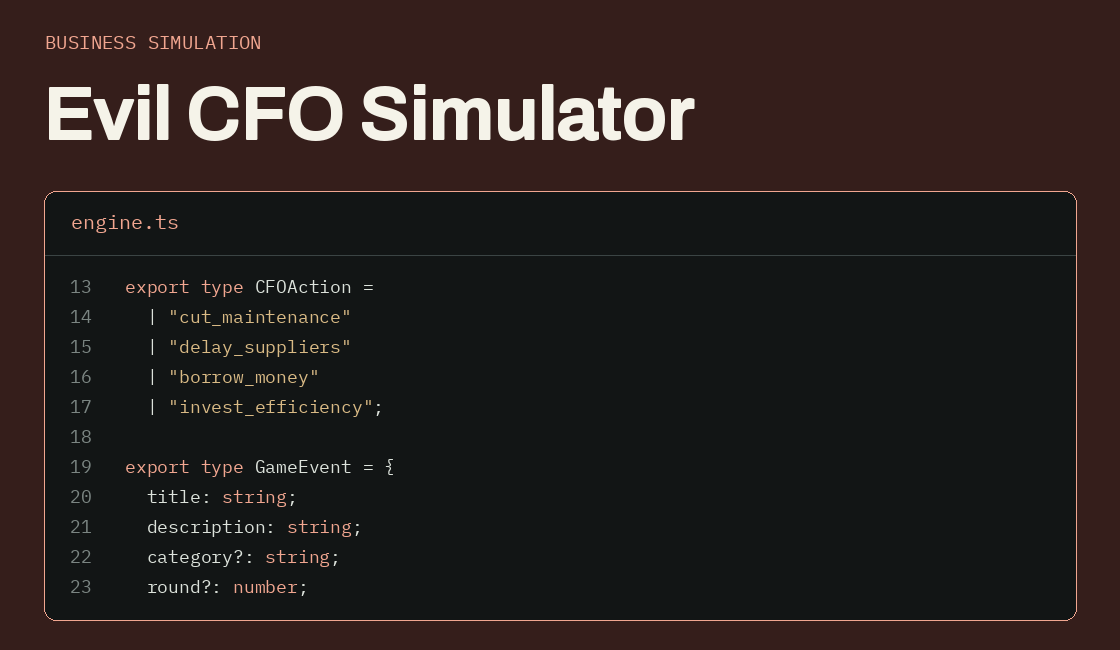 BUSINESS SIMULATION
Evil CFO Simulator
engine.ts
13 export type CFOAction =
14   | "cut_maintenance"
15   | "delay_suppliers"
16   | "borrow_money"
17   | "invest_efficiency";
18
19 export type GameEvent = {
20   title: string;
21   description: string;
22   category?: string;
23   round?: number;